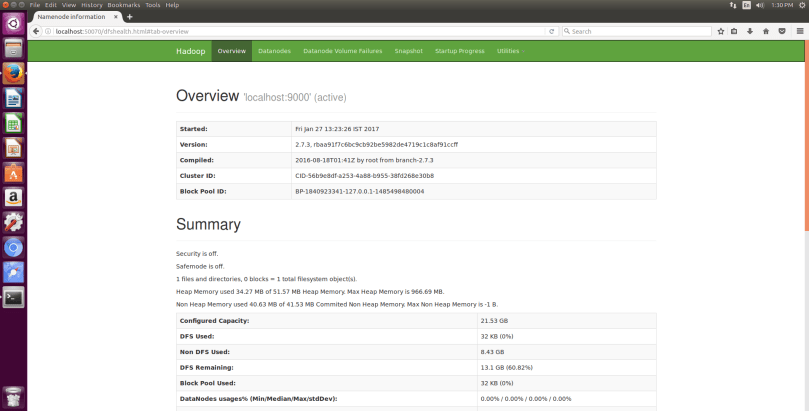 File Edit View History Bookmarks Tools Help
En 1:30 PM
Namenode information
localhost:50070/dfshealth.html#tab-overview
Search
Hadoop Overview Datanodes Datanode Volume Failures Snapshot Startup Progress Utilities
Overview 'localhost:9000' (active)
Started: Fri Jan 27 13:23:26 IST 2017
Version: 2.7.3, rbaa91f7c6bc9cb92be5982de4719c1c8af91ccff
Compiled: 2016-08-18T01:41Z by root from branch-2.7.3
Cluster ID: CID-56b9e8df-a253-4a88-b955-38fd268e30b8
Block Pool ID: BP-1840923341-127.0.0.1-1485498480004
Summary
Security is off.
Safemode is off.
1 files and directories, 0 blocks = 1 total filesystem object(s).
Heap Memory used 34.27 MB of 51.57 MB Heap Memory. Max Heap Memory is 966.69 MB.
Non Heap Memory used 40.63 MB of 41.53 MB Commited Non Heap Memory. Max Non Heap Memory is -1 B.
Configured Capacity: 21.53 GB
DFS Used: 32 KB (0%)
Non DFS Used: 8.43 GB
DFS Remaining: 13.1 GB (60.82%)
Block Pool Used: 32 KB (0%)
DataNodes usages% (Min/Median/Max/stdDev): 0.00% / 0.00% / 0.00% / 0.00%